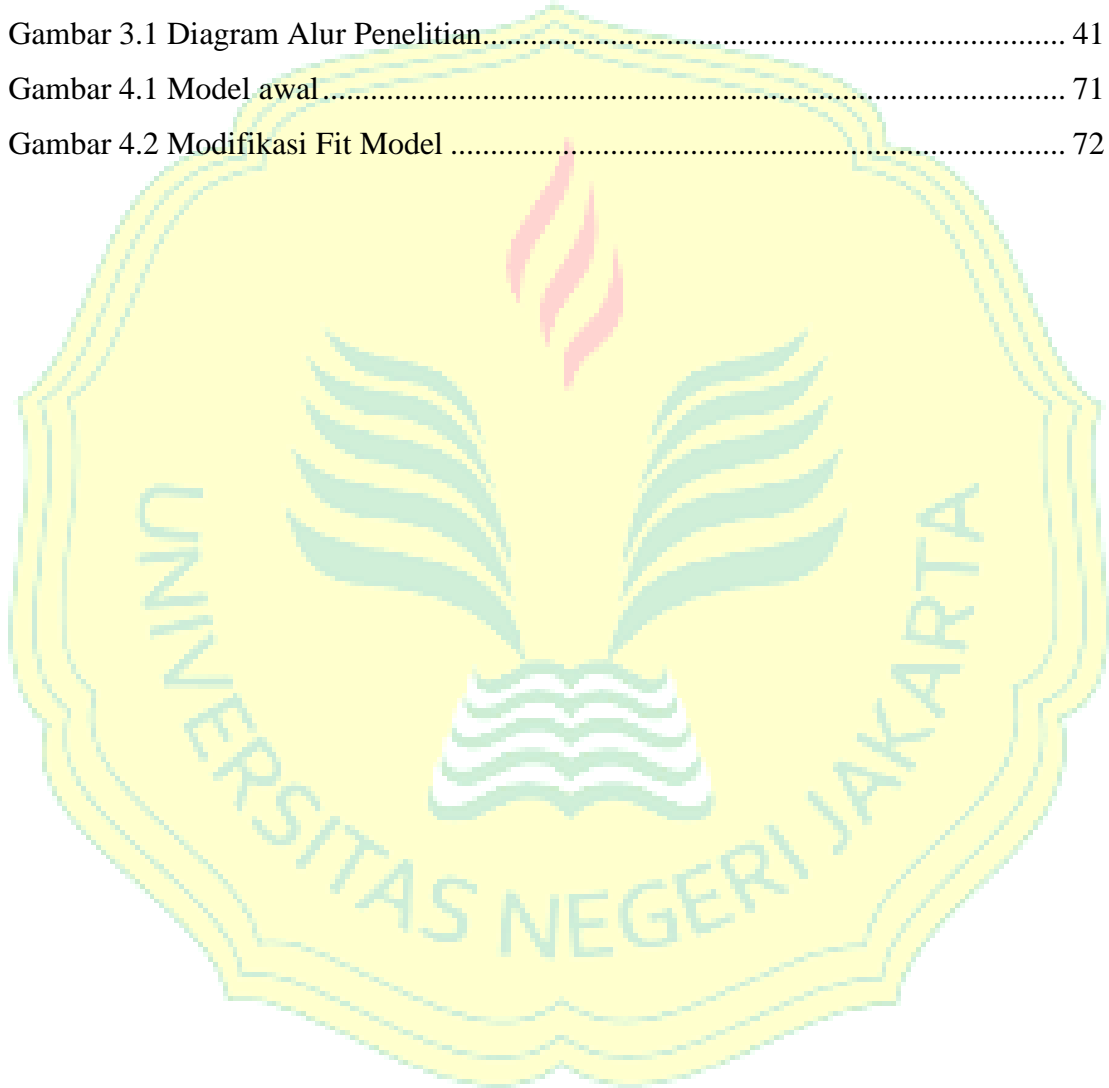 Gambar 3.1 Diagram Alur Penelitian........................................................................ 41
Gambar 4.1 Model awal............................................................................................ 71
Gambar 4.2 Modifikasi Fit Model ............................................................................ 72
UNIVERSITAS NEGERI JAKARTA